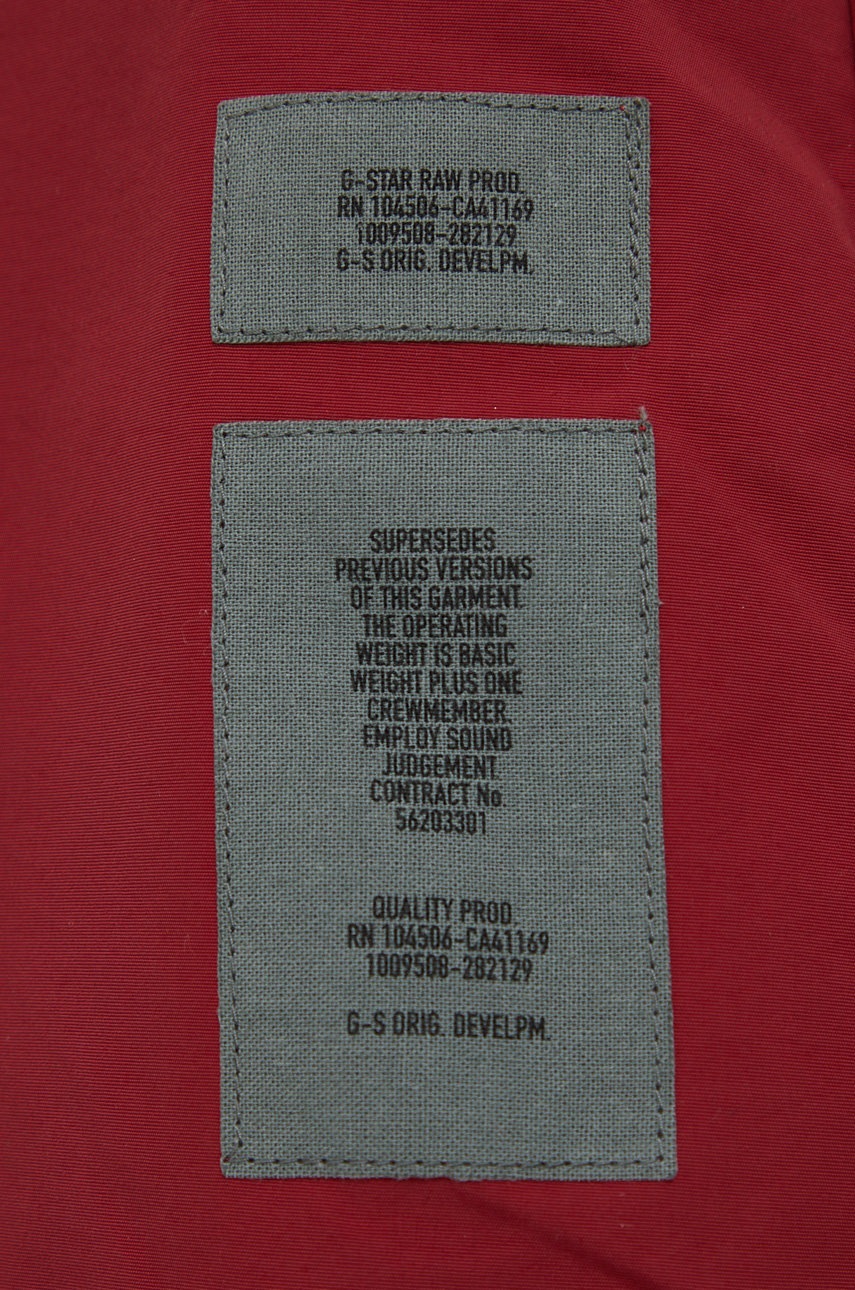 G-STAR RAW PROD.
RN 104506-CA41169
1009508-282129
G-S ORIG. DEVELPM.
SUPERSEDES
PREVIOUS VERSIONS
OF THIS GARMENT.
THE OPERATING
WEIGHT IS BASIC
WEIGHT PLUS ONE
CREWMEMBER.
EMPLOY SOUND
JUDGEMENT.
CONTRACT No.
56203301
QUALITY PROD.
RN 104506-CA41169
1009508-282129
G-S ORIG. DEVELPM.